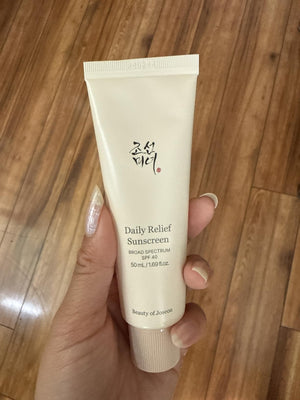 조선
미녀
Daily Relief
Sunscreen
BROAD SPECTRUM
SPF 40
50 mL / 1.69 fl.oz.
Beauty of Joseon